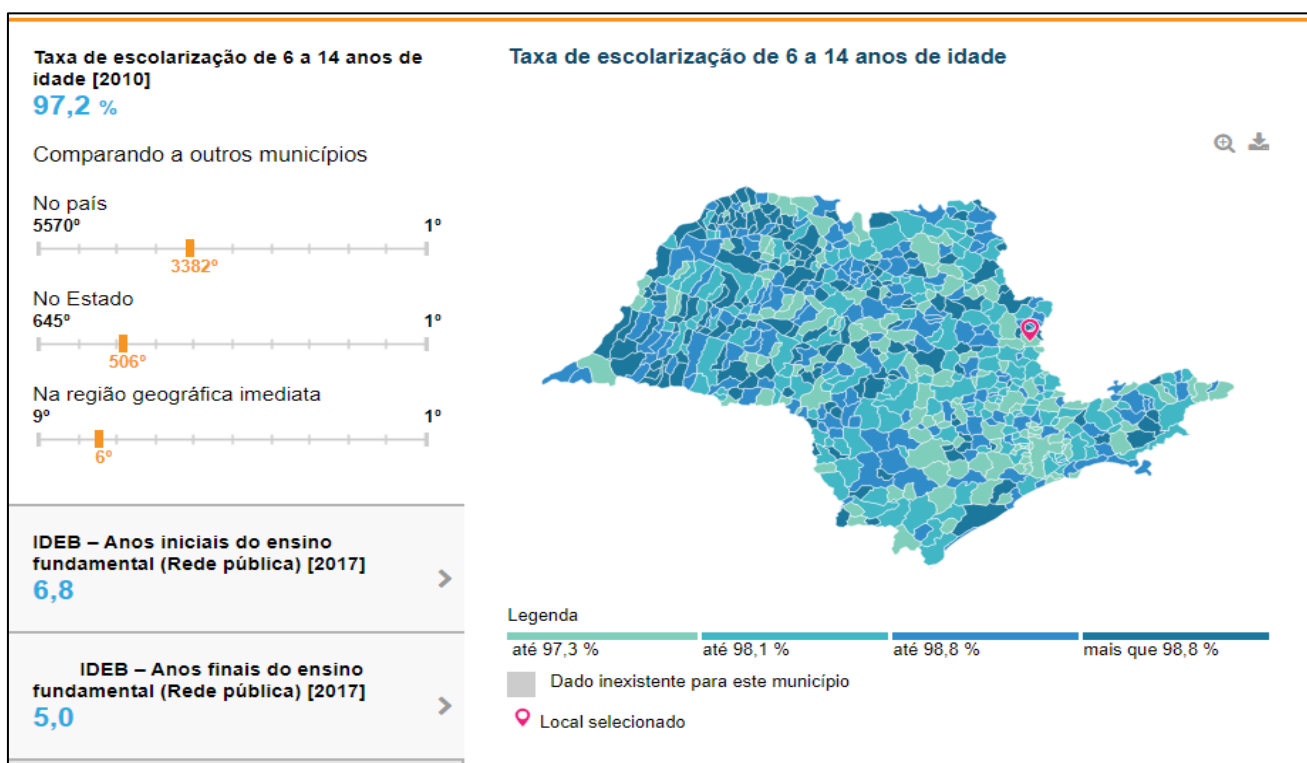 Taxa de escolarização de 6 a 14 anos de
idade [2010]
97,2 %
Comparando a outros municípios
No país
5570º 1º
3382º
No Estado
645º 1º
506º
Na região geográfica imediata
9º 1º
6º
IDEB – Anos iniciais do ensino
fundamental (Rede pública) [2017]
6,8
IDEB – Anos finais do ensino
fundamental (Rede pública) [2017]
5,0
Taxa de escolarização de 6 a 14 anos de idade
Legenda
até 97,3 % até 98,1 % até 98,8 % mais que 98,8 %
Dado inexistente para este município
Local selecionado